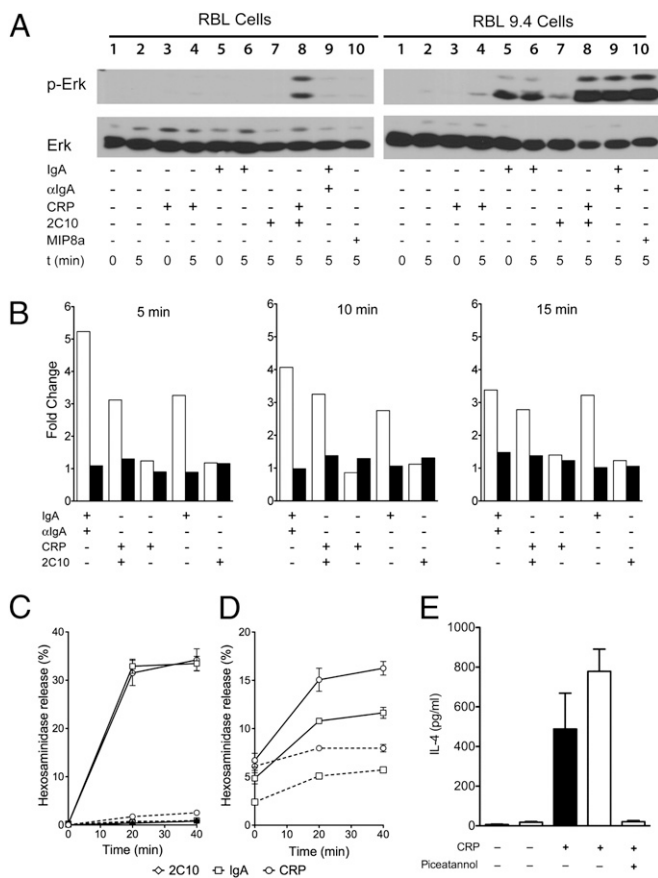 A
RBL Cells
RBL 9.4 Cells
1 2 3 4 5 6 7 8 9 10
1 2 3 4 5 6 7 8 9 10
p-Erk
Erk
IgA - - - - + + - - + - - - - - + + - - + -
αIgA - - - - - - - - + - - - - - - - - - + -
CRP - - + + - - - + - - - - + + - - - + - -
2C10 - - - - - - + + - - - - - - - - + + - -
MIP8a - - - - - - - - - + - - - - - - - - - +
t (min) 0 5 0 5 0 5 5 5 5 5 0 5 0 5 0 5 5 5 5 5
B
5 min
10 min
15 min
Fold Change
6 5 4 3 2 1 0
6 5 4 3 2 1 0
6 5 4 3 2 1 0
IgA + - - + - + - - + - + - - + -
αIgA + - - - - + - - - - + - - - -
CRP - + + - - - + + - - - + + - -
2C10 - + - - + - + - - + - + - - +
C
D
E
Hexosaminidase release (%)
40 30 20 10 0
0 20 40
Time (min)
Hexosaminidase release (%)
20 15 10 5 0
0 20 40
Time (min)
2C10 IgA CRP
IL-4 (pg/ml)
1000 800 600 400 200 0
CRP - - + + +
Piceatannol - - - - +